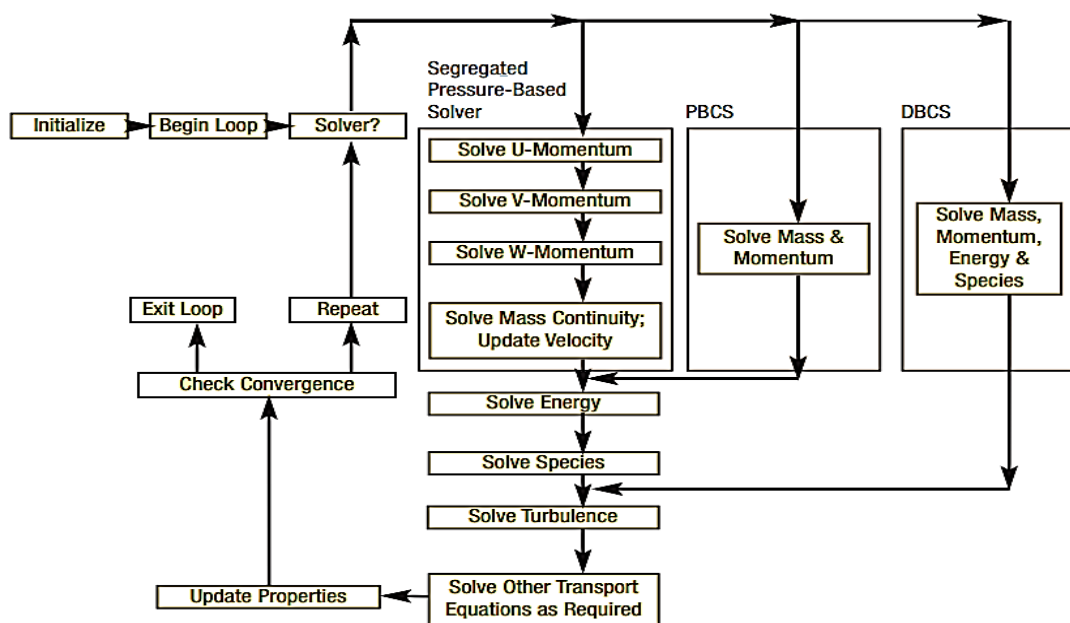 Segregated
Pressure-Based
Solver
PBCS
DBCS
Initialize
Begin Loop
Solver?
Solve U-Momentum
Solve V-Momentum
Solve W-Momentum
Solve Mass Continuity;
Update Velocity
Solve Mass &
Momentum
Solve Mass,
Momentum,
Energy &
Species
Exit Loop
Repeat
Check Convergence
Solve Energy
Solve Species
Solve Turbulence
Solve Other Transport
Equations as Required
Update Properties